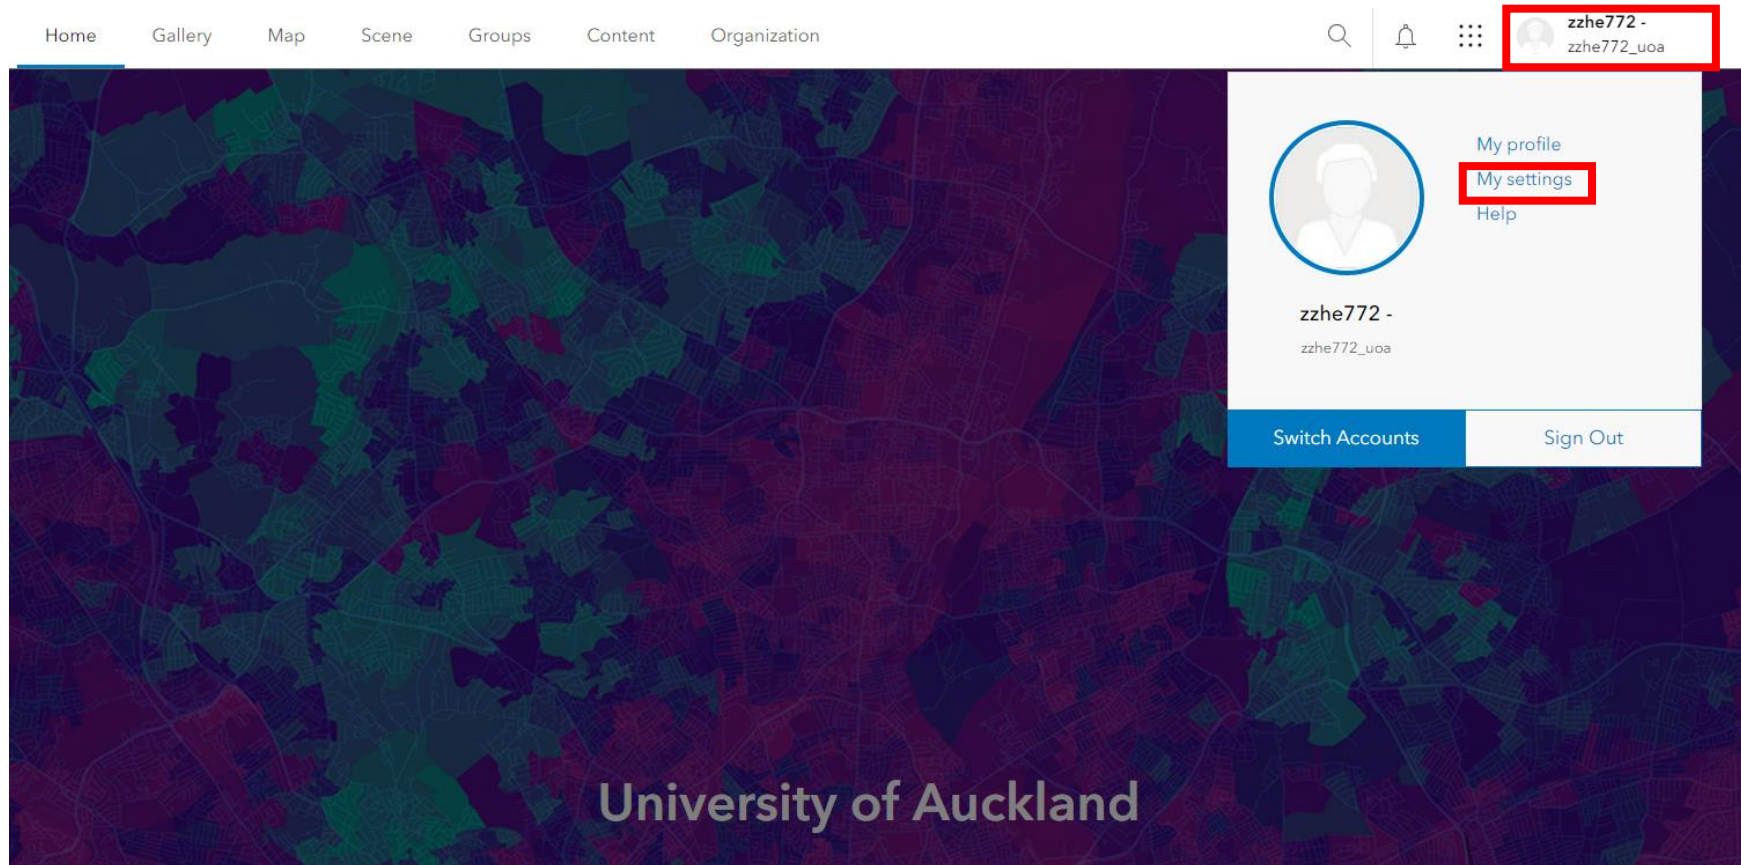 Home Gallery Map Scene Groups Content Organization
zzhe772 -
zzhe772_uoa
My profile
My settings
Help
zzhe772 -
zzhe772_uoa
Switch Accounts Sign Out
University of Auckland